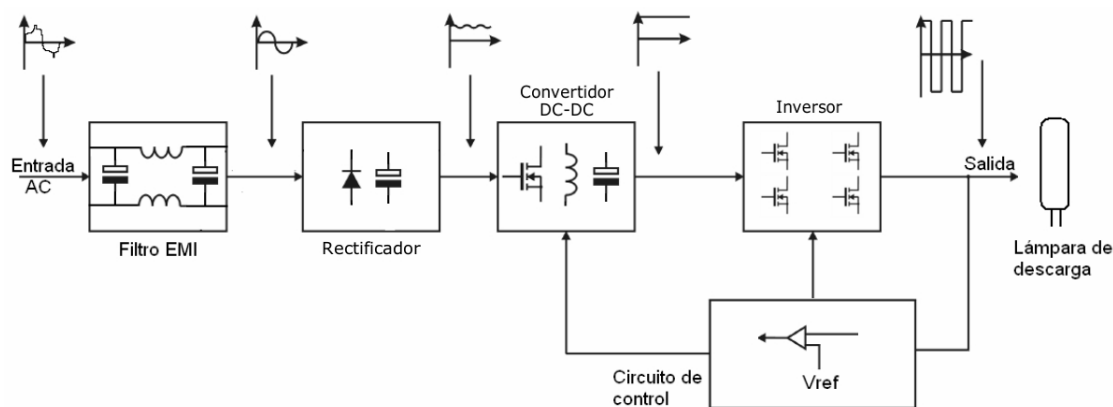 Entrada
AC
Filtro EMI
Rectificador
Convertidor
DC-DC
Inversor
Salida
Lámpara de
descarga
Circuito de
control
Vref